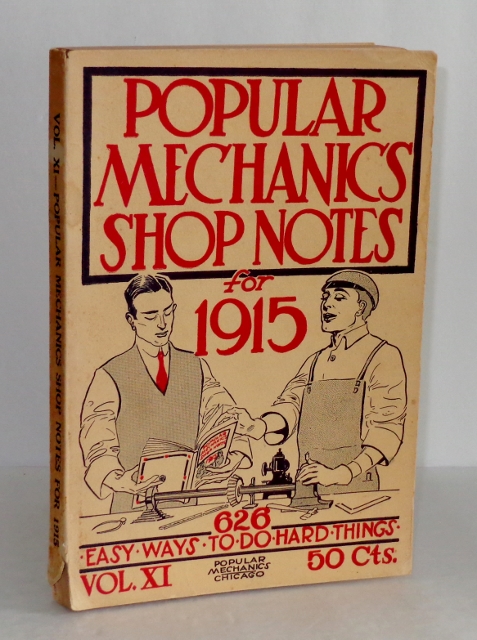 POPULAR
MECHANICS
SHOP NOTES
for
1915
626
·EASY·WAYS·TO·DO·HARD·THINGS·
VOL. XI
POPULAR
MECHANICS
CHICAGO
50 Cts.
VOL. XI—POPULAR MECHANICS SHOP NOTES FOR 1915